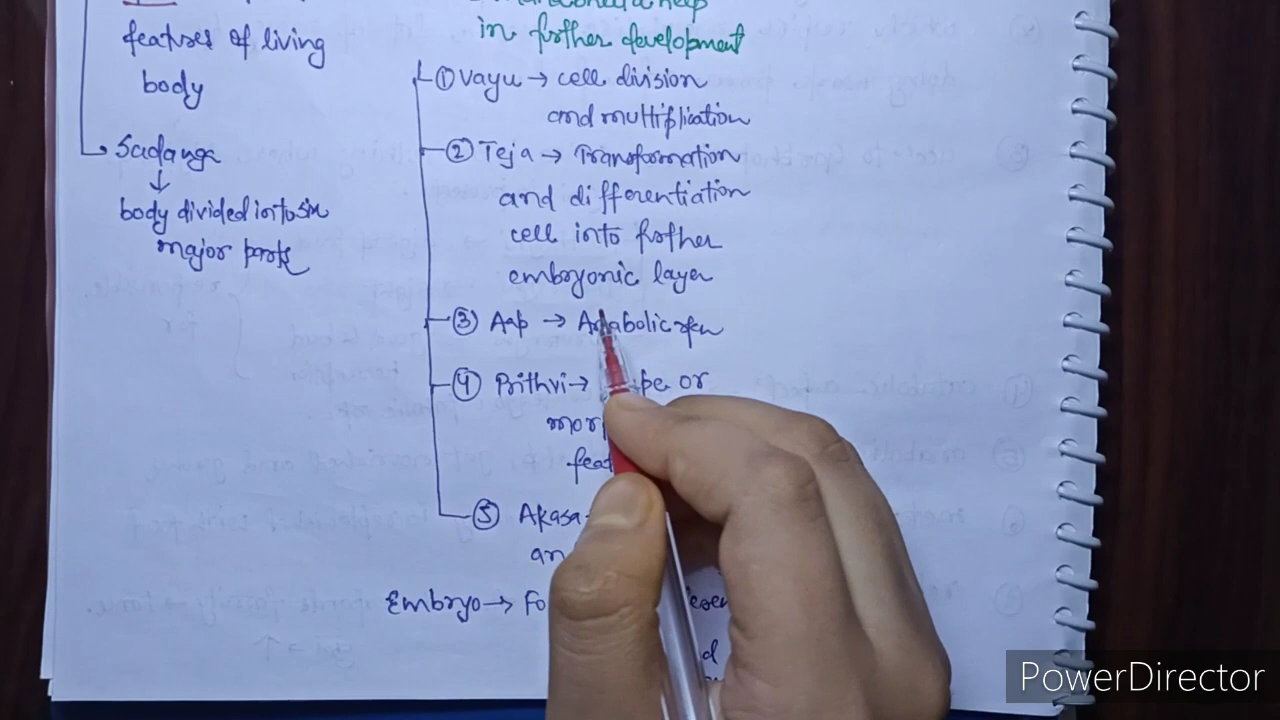 features of living
body
Sadanga
↓
body divided into six
major parts
in further development
① Vayu → cell division
and multiplication
② Teja → Transformation
and differentiation
cell into further
embryonic layer
③ Aap → Anabolic
④ Prithvi → or
⑤ Akasa
Embryo →
PowerDirector